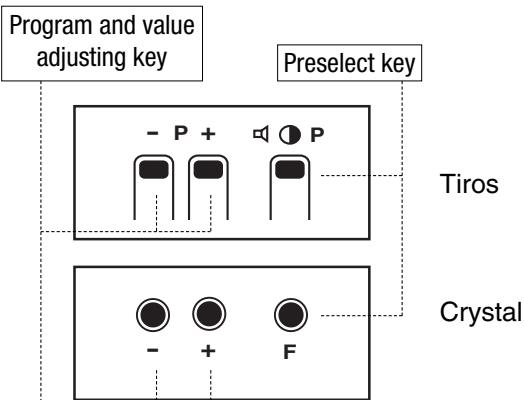 Program and value
adjusting key
Preselect key
- P + P
Tiros
Crystal
- + F